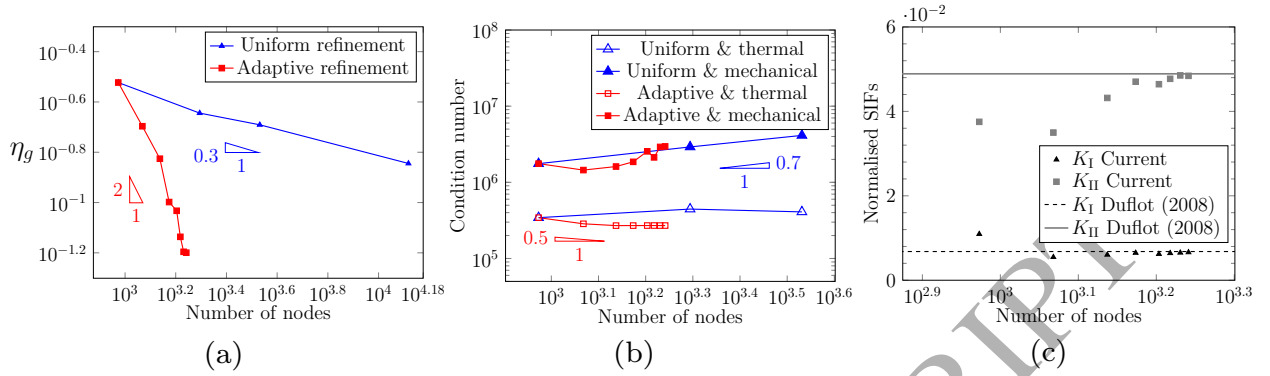 10^−0.4
10^−0.6
10^−0.8
10^−1
10^−1.2
η_g
Uniform refinement
Adaptive refinement
0.3
1
2
1
10^3
10^3.2
10^3.4
10^3.6
10^4
10^4.18
Number of nodes
(a)
10^8
10^7
10^6
10^5
Condition number
Uniform & thermal
Uniform & mechanical
Adaptive & thermal
Adaptive & mechanical
0.7
1
0.5
1
10^3
10^3.1
10^3.2
10^3.3
10^3.5
10^3.6
Number of nodes
(b)
·10^−2
6
4
2
0
Normalised SIFs
K_I Current
K_II Current
K_I Duflot (2008)
K_II Duflot (2008)
10^2.9
10^3
10^3.1
10^3.2
10^3.3
Number of nodes
(c)
RIPT